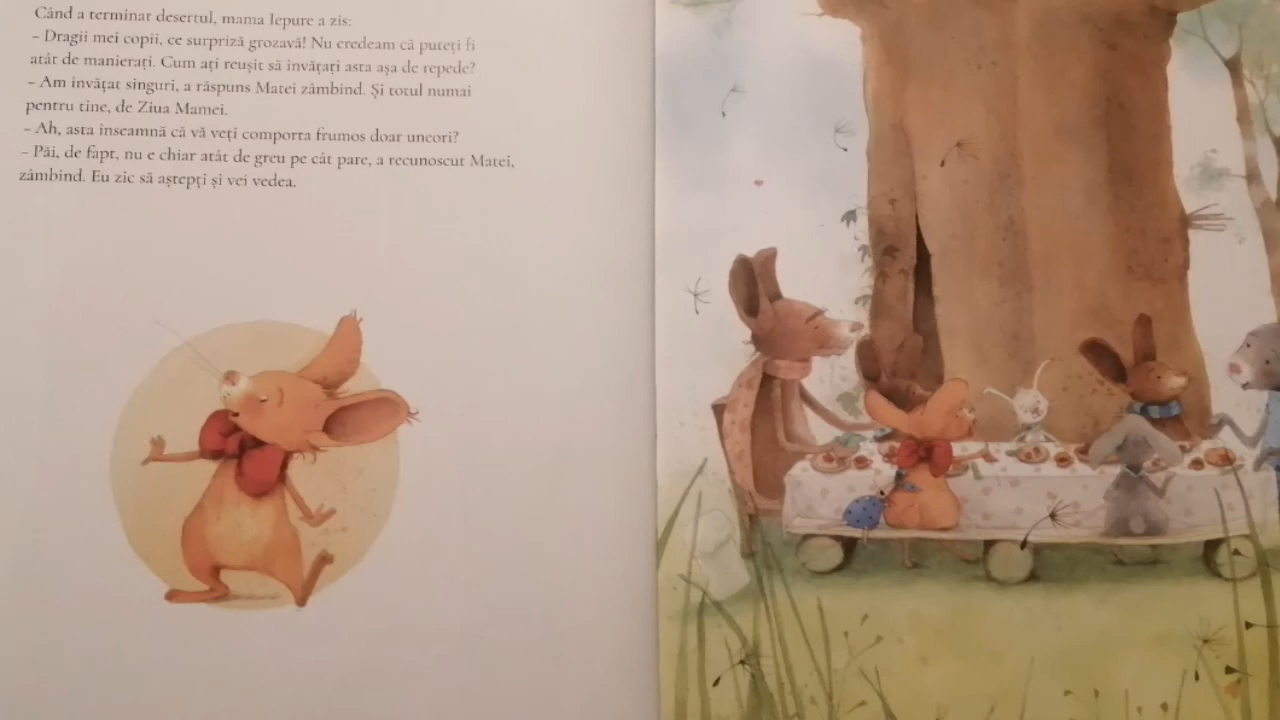 Când a terminat desertul, mama Iepure a zis:
– Dragii mei copii, ce surpriză grozavă! Nu credeam că puteți fi
atât de manierați. Cum ați reușit să învățați asta așa de repede?
– Am învățat singuri, a răspuns Matei zâmbind. Și totul numai
pentru tine, de Ziua Mamei.
– Ah, asta înseamnă că vă veți comporta frumos doar uneori?
– Păi, de fapt, nu e chiar atât de greu pe cât pare, a recunoscut Matei,
zâmbind. Eu zic să aștepți și vei vedea.